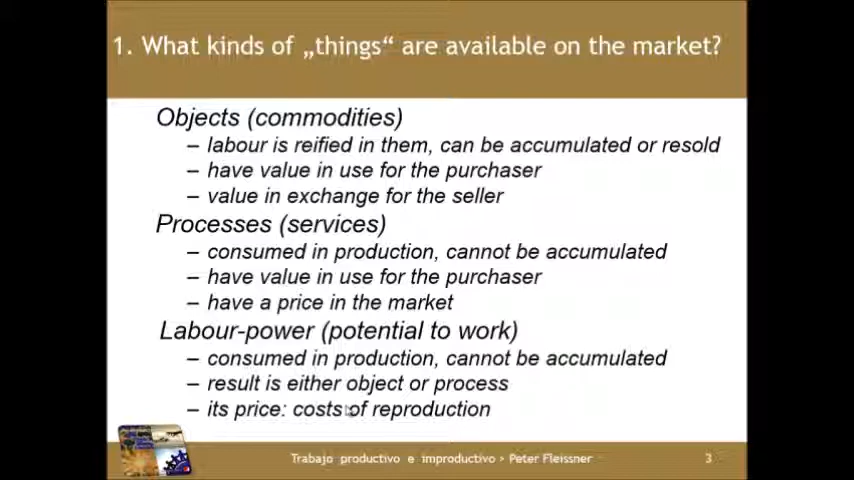 1. What kinds of „things“ are available on the market?
Objects (commodities)
– labour is reified in them, can be accumulated or resold
– have value in use for the purchaser
– value in exchange for the seller
Processes (services)
– consumed in production, cannot be accumulated
– have value in use for the purchaser
– have a price in the market
Labour-power (potential to work)
– consumed in production, cannot be accumulated
– result is either object or process
– its price: costs of reproduction
Trabajo productivo e improductivo > Peter Fleissner
3